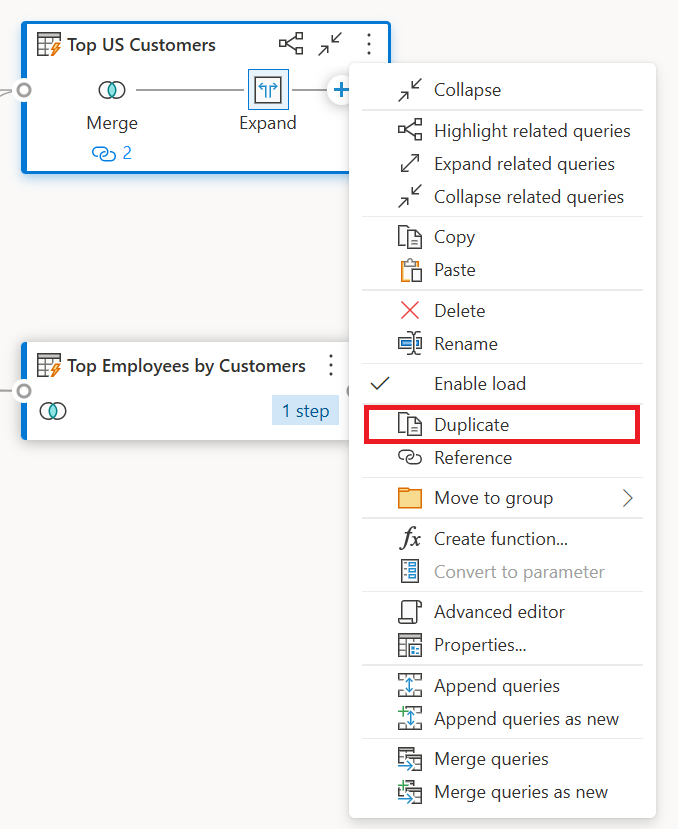 Top US Customers
Merge
Expand
2
Collapse
Highlight related queries
Expand related queries
Collapse related queries
Copy
Paste
Delete
Rename
Enable load
Duplicate
Reference
Move to group
fx Create function...
Convert to parameter
Advanced editor
Properties...
Append queries
Append queries as new
Merge queries
Merge queries as new
Top Employees by Customers
1 step